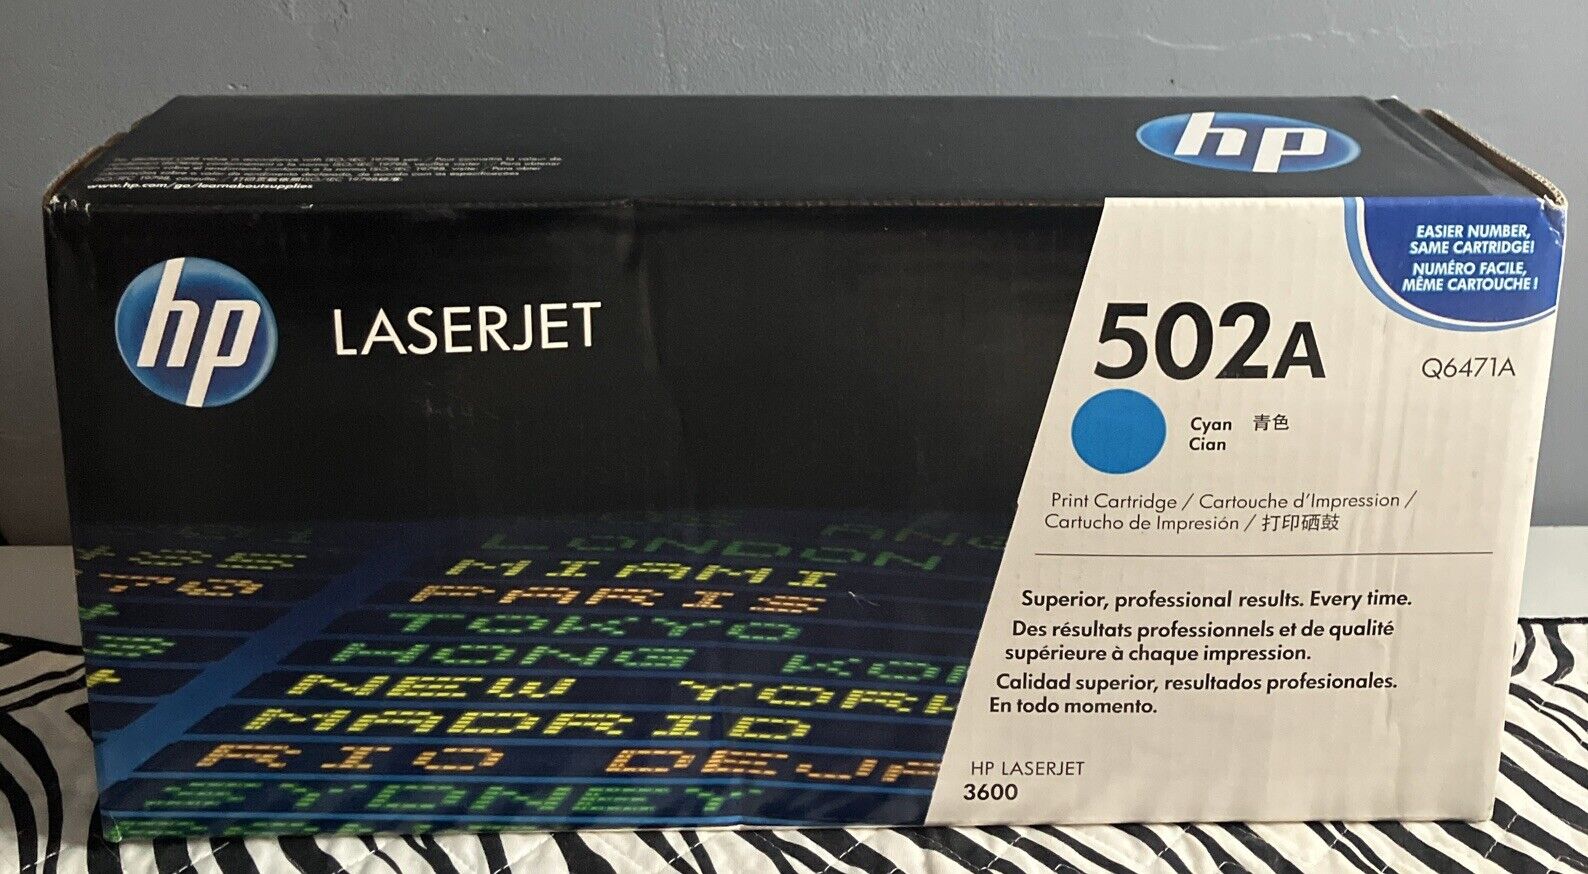 hp
www.hp.com/go/learnaboutsupplies
hp
LASERJET
EASIER NUMBER,
SAME CARTRIDGE!
NUMÉRO FACILE,
MÊME CARTOUCHE !
502A
Q6471A
Cyan 青色
Cian
Print Cartridge / Cartouche d'Impression /
Cartucho de Impresión / 打印硒鼓
Superior, professional results. Every time.
Des résultats professionnels et de qualité
supérieure à chaque impression.
Calidad superior, resultados profesionales.
En todo momento.
HP LASERJET
3600
LONDON
MIAMI
PARIS
TOKYO
HONG KO
NEW YORK
MADRID
RIO DEJA
SYDNEY